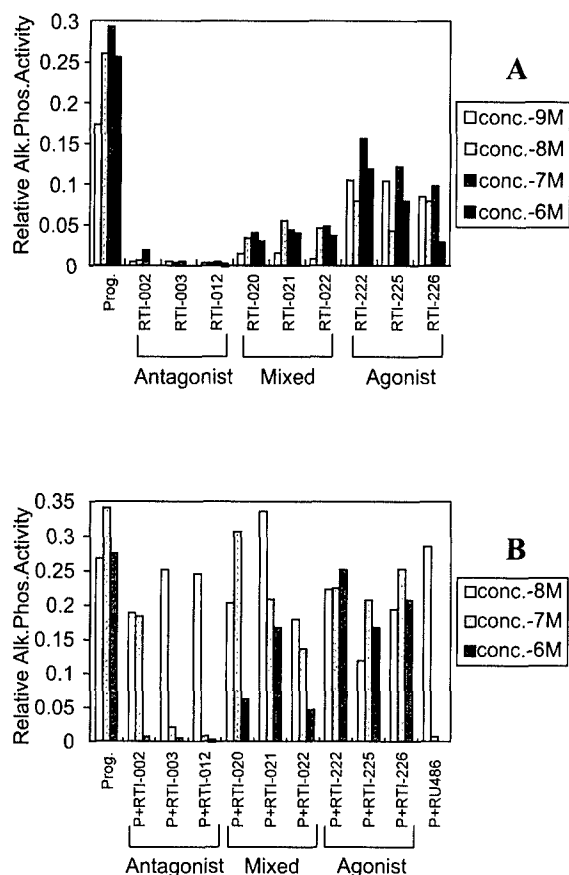 A
Relative Alk.Phos.Activity
0.3
0.25
0.2
0.15
0.1
0.05
0
conc.-9M
conc.-8M
conc.-7M
conc.-6M
Prog.
RTI-002
RTI-003
RTI-012
RTI-020
RTI-021
RTI-022
RTI-222
RTI-225
RTI-226
Antagonist
Mixed
Agonist
B
Relative Alk.Phos.Activity
0.35
0.3
0.25
0.2
0.15
0.1
0.05
0
conc.-8M
conc.-7M
conc.-6M
Prog.
P+RTI-002
P+RTI-003
P+RTI-012
P+RTI-020
P+RTI-021
P+RTI-022
P+RTI-222
P+RTI-225
P+RTI-226
P+RU486
Antagonist
Mixed
Agonist